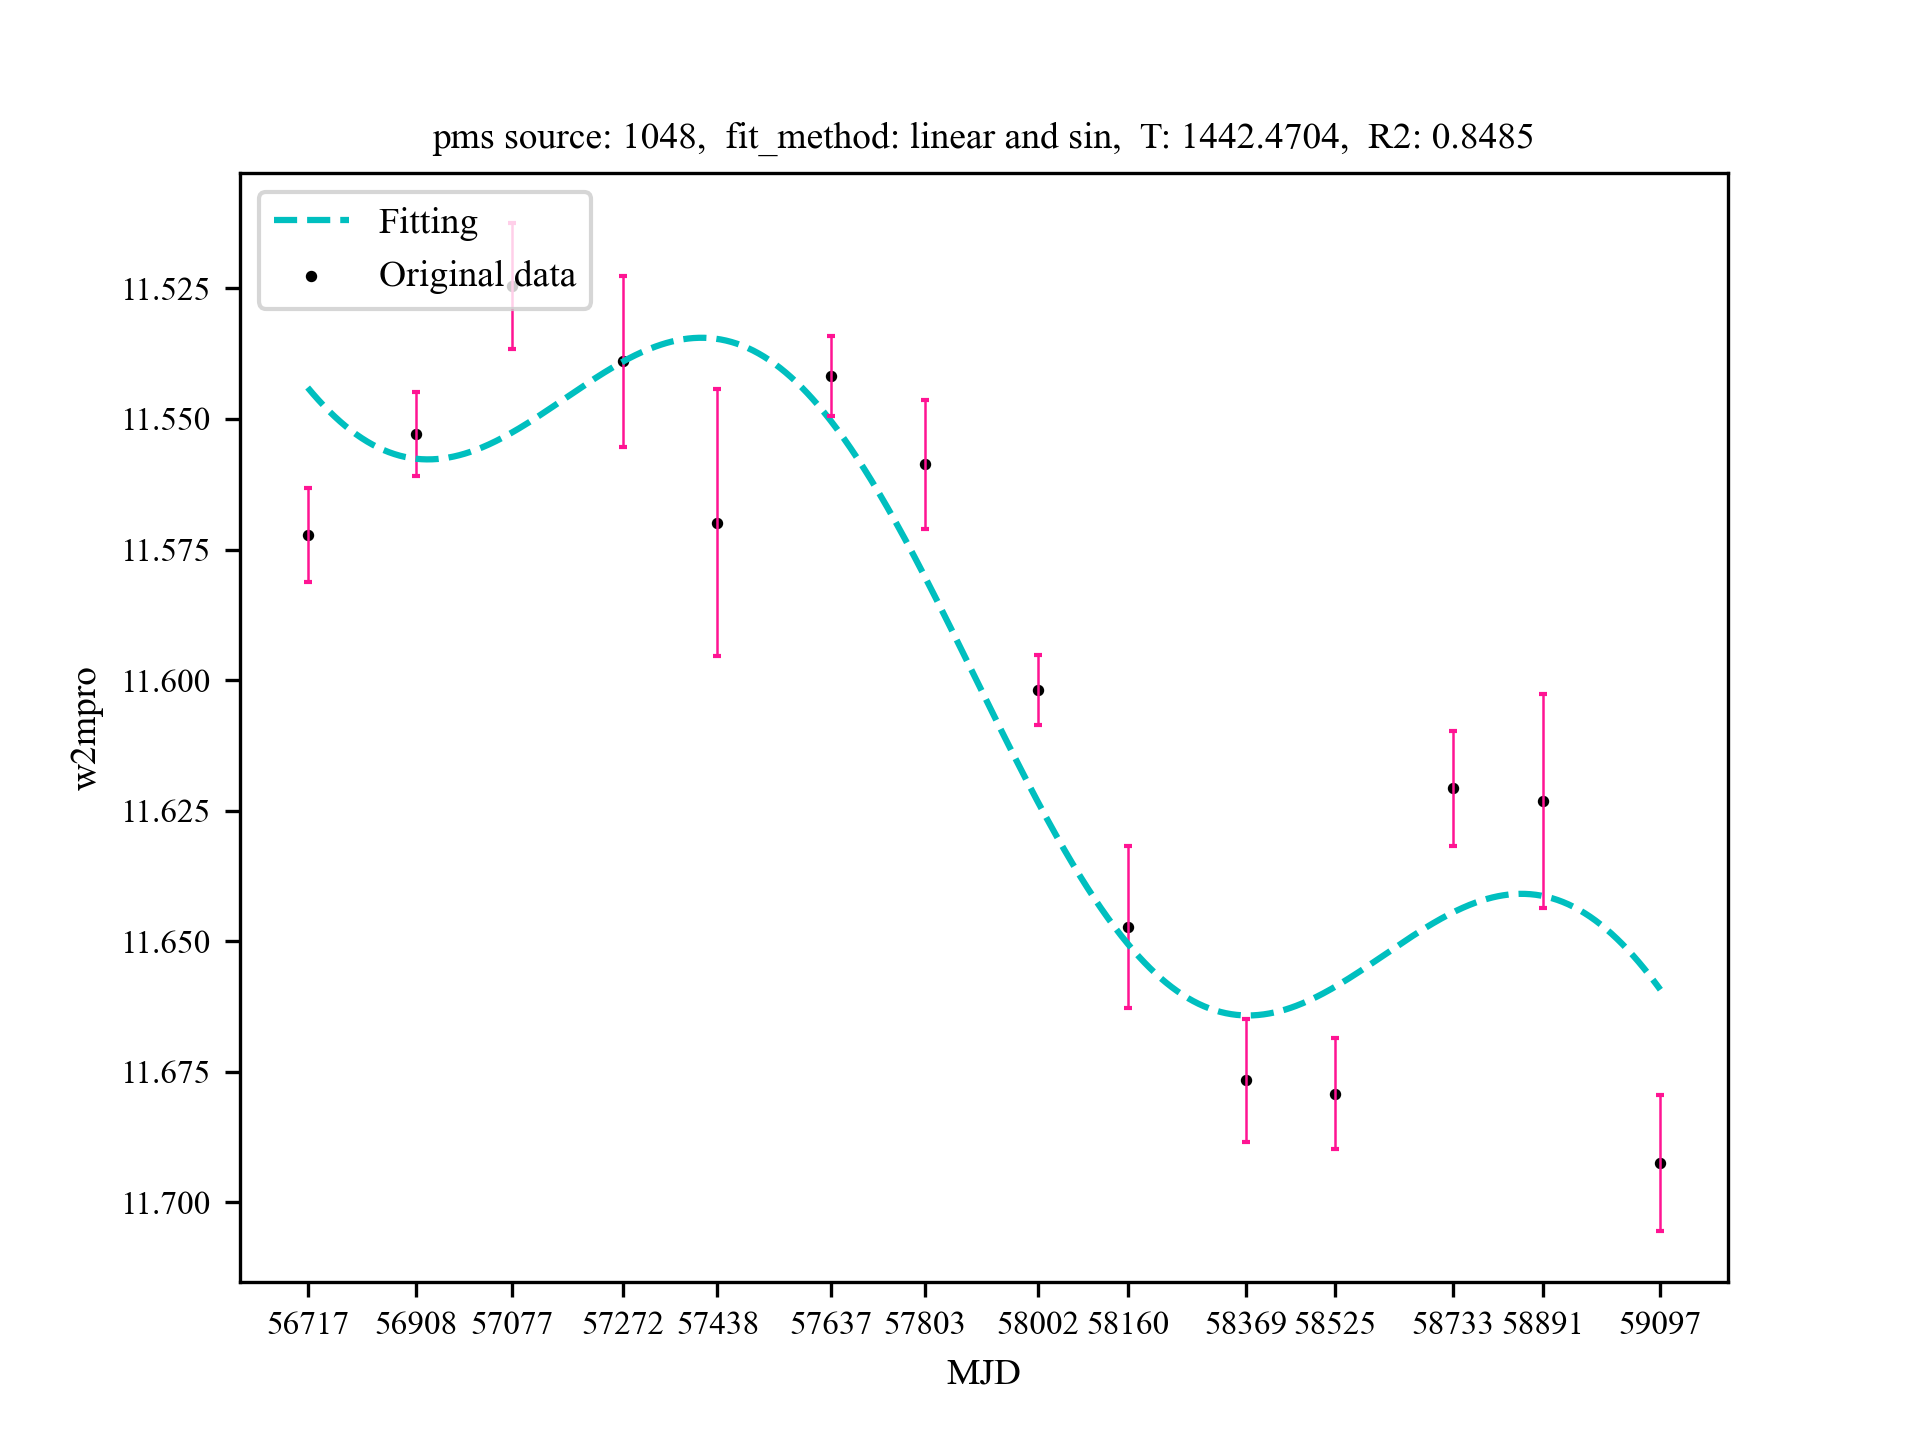 pms source: 1048, fit_method: linear and sin, T: 1442.4704, R2: 0.8485
Fitting
Original data
11.525
11.550
11.575
11.600
11.625
11.650
11.675
11.700
w2mpro
56717 56908 57077 57272 57438 57637 57803 58002 58160 58369 58525 58733 58891 59097
MJD